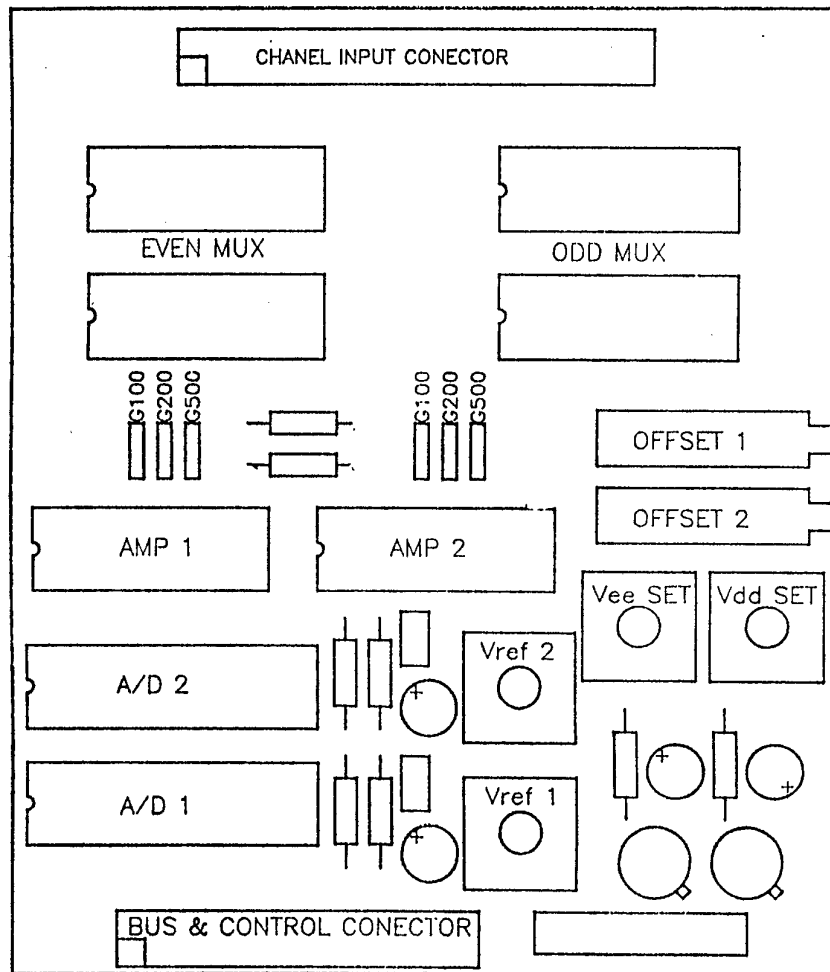 CHANEL INPUT CONECTOR
EVEN MUX
ODD MUX
G100
G200
G500
G100
G200
G500
OFFSET 1
OFFSET 2
AMP 1
AMP 2
Vee SET
Vdd SET
A/D 2
Vref 2
A/D 1
Vref 1
BUS & CONTROL CONECTOR